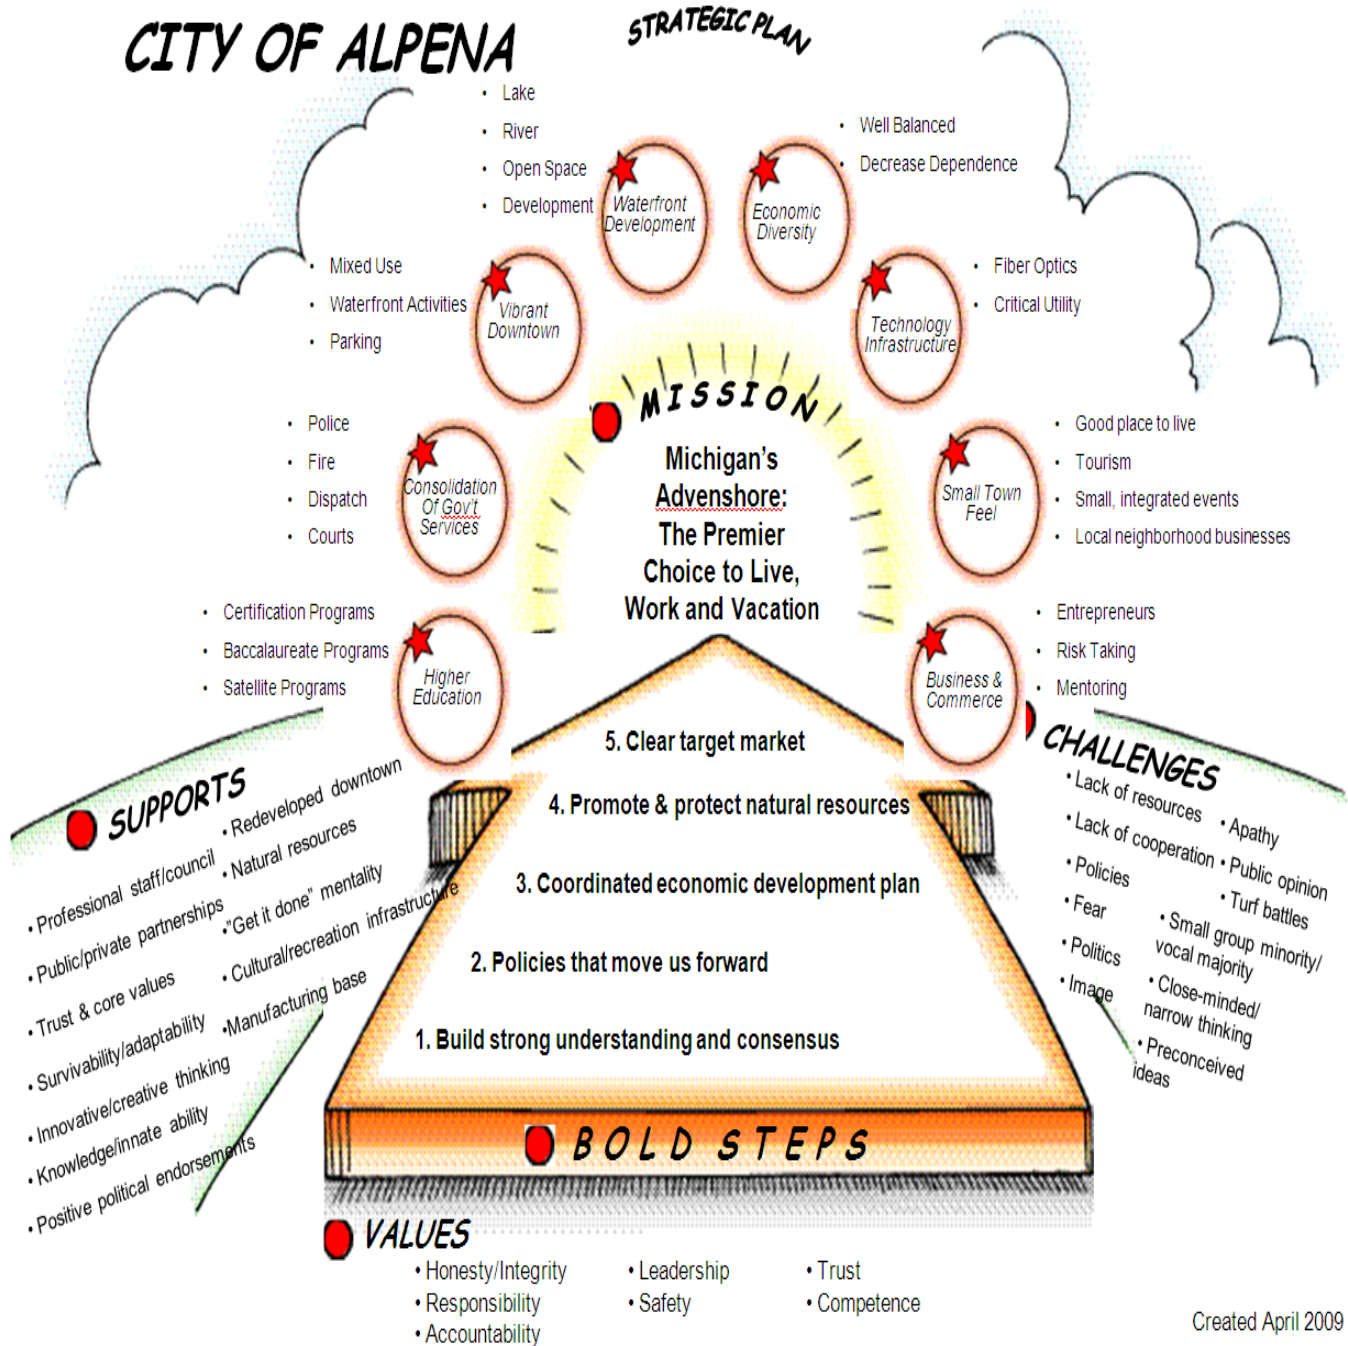 CITY OF ALPENA
STRATEGIC PLAN
• Lake
• River
• Open Space
• Development
Waterfront
Development
• Well Balanced
• Decrease Dependence
Economic
Diversity
• Mixed Use
• Waterfront Activities
• Parking
Vibrant
Downtown
• Fiber Optics
• Critical Utility
Technology
Infrastructure
• Police
• Fire
• Dispatch
• Courts
Consolidation
Of Gov't
Services
• Good place to live
• Tourism
• Small, integrated events
• Local neighborhood businesses
Small Town
Feel
• Certification Programs
• Baccalaureate Programs
• Satellite Programs
Higher
Education
• Entrepreneurs
• Risk Taking
• Mentoring
Business &
Commerce
MISSION
Michigan's
Advenshore:
The Premier
Choice to Live,
Work and Vacation
5. Clear target market
4. Promote & protect natural resources
3. Coordinated economic development plan
2. Policies that move us forward
1. Build strong understanding and consensus
BOLD STEPS
SUPPORTS
• Professional staff/council
• Public/private partnerships
• Trust & core values
• Survivability/adaptability
• Innovative/creative thinking
• Knowledge/innate ability
• Positive political endorsements
• Redeveloped downtown
• Natural resources
•"Get it done" mentality
• Cultural/recreation infrastructure
•Manufacturing base
CHALLENGES
• Lack of resources
• Lack of cooperation
• Policies
• Fear
• Politics
• Image
• Apathy
• Public opinion
• Turf battles
• Small group minority/
vocal majority
• Close-minded/
narrow thinking
• Preconceived
ideas
VALUES
• Honesty/Integrity
• Responsibility
• Accountability
• Leadership
• Safety
• Trust
• Competence
Created April 2009